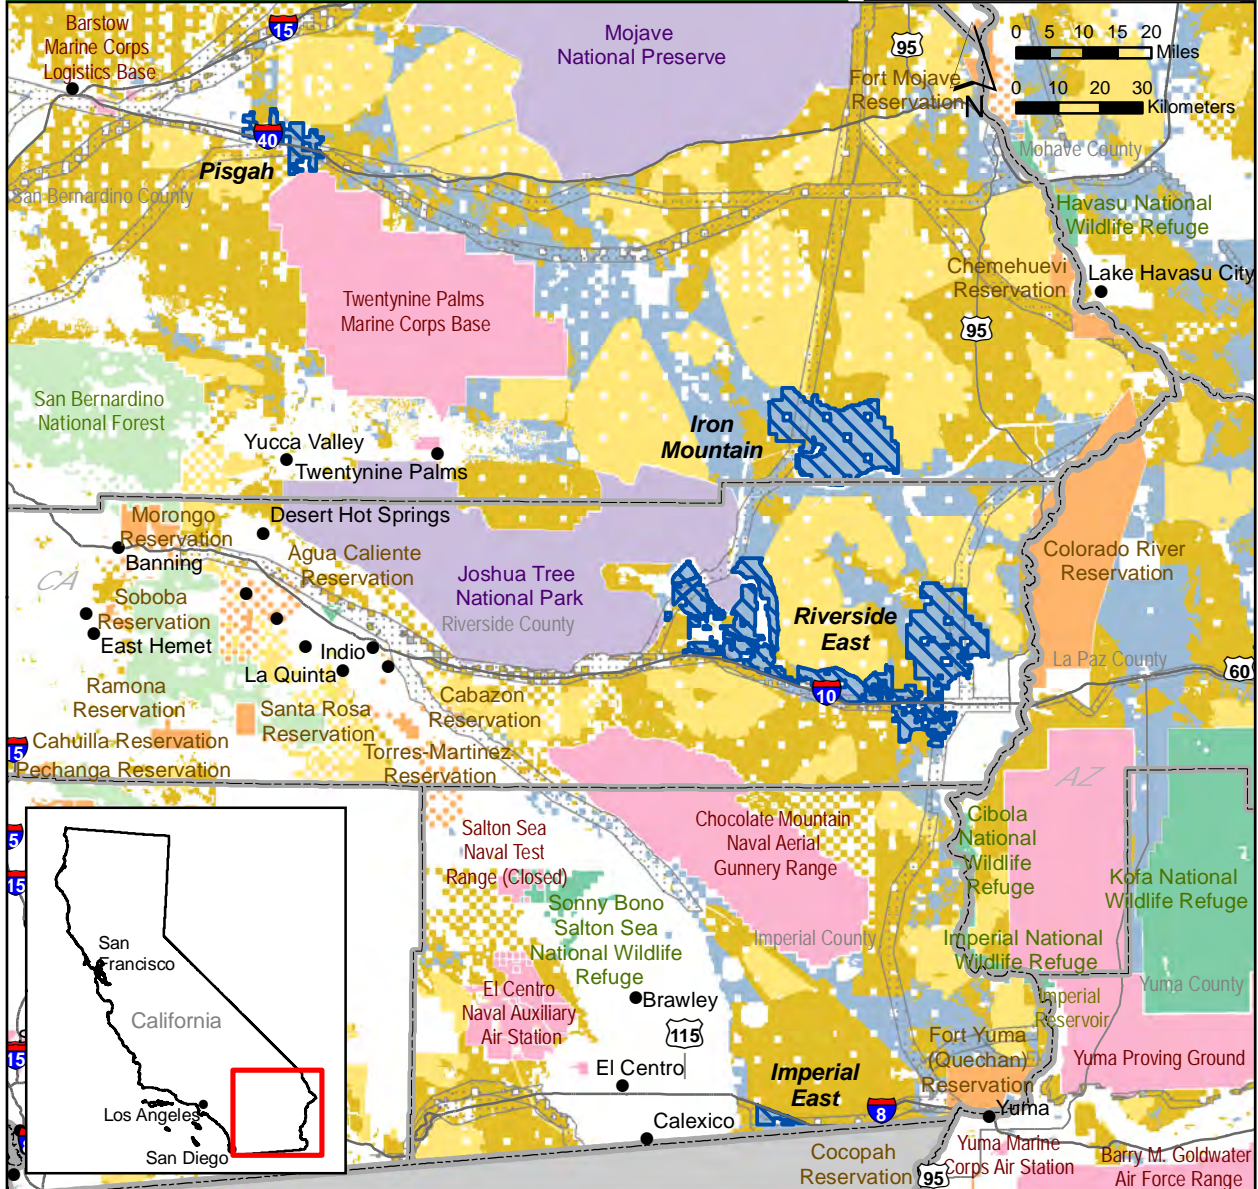 Barstow
Marine Corps
Logistics Base
15
Mojave
National Preserve
95
0 5 10 15 20
Miles
0 10 20 30
Kilometers
N
Fort Mojave
Reservation
40
Pisgah
San Bernardino County
Mohave County
Havasu National
Wildlife Refuge
Chemehuevi
Reservation
Lake Havasu City
95
Twentynine Palms
Marine Corps Base
San Bernardino
National Forest
Iron
Mountain
Yucca Valley
Twentynine Palms
Morongo
Reservation
Desert Hot Springs
Banning
Agua Caliente
Reservation
CA
Joshua Tree
National Park
Riverside County
Colorado River
Reservation
Soboba
Reservation
East Hemet
Riverside
East
Indio
La Quinta
La Paz County
60
10
Ramona
Reservation
Cabazon
Reservation
Santa Rosa
Reservation
Cahuilla Reservation
15
Pechanga Reservation
Torres-Martinez
Reservation
AZ
Salton Sea
Naval Test
Range (Closed)
Chocolate Mountain
Naval Aerial
Gunnery Range
Cibola
National
Wildlife
Refuge
Kofa National
Wildlife Refuge
5
15
Sonny Bono
Salton Sea
National Wildlife
Refuge
Imperial County
Imperial National
Wildlife Refuge
Yuma County
San
Francisco
California
El Centro
Naval Auxiliary
Air Station
Brawley
115
Imperial
Reservoir
Fort Yuma
(Quechan)
Reservation
Yuma Proving Ground
15
El Centro
Imperial
East
8
Yuma
Los Angeles
San Diego
Calexico
Cocopah
Reservation
95
Yuma Marine
Corps Air Station
Barry M. Goldwater
Air Force Range